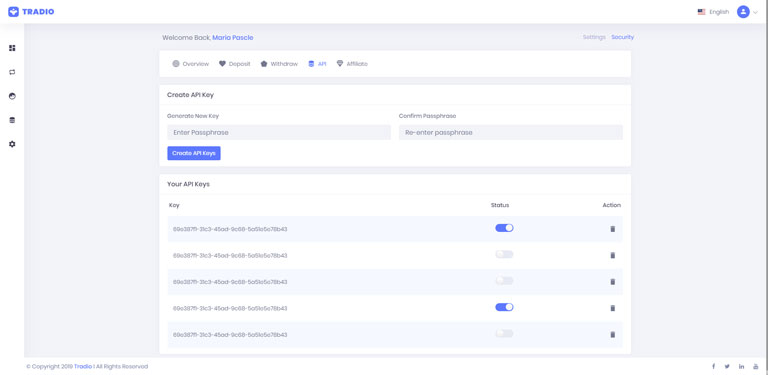 TRADIO
English
Welcome Back, Maria Pascle
Settings Security
Overview Deposit Withdraw API Affiliate
Create API Key
Generate New Key Confirm Passphrase
Enter Passphrase Re-enter passphrase
Create API Keys
Your API Keys
Key Status Action
69e387f1-31c3-45ad-9c68-5a51e5e78b43
69e387f1-31c3-45ad-9c68-5a51e5e78b43
69e387f1-31c3-45ad-9c68-5a51e5e78b43
69e387f1-31c3-45ad-9c68-5a51e5e78b43
69e387f1-31c3-45ad-9c68-5a51e5e78b43
© Copyright 2019 Tradio I All Rights Reserved